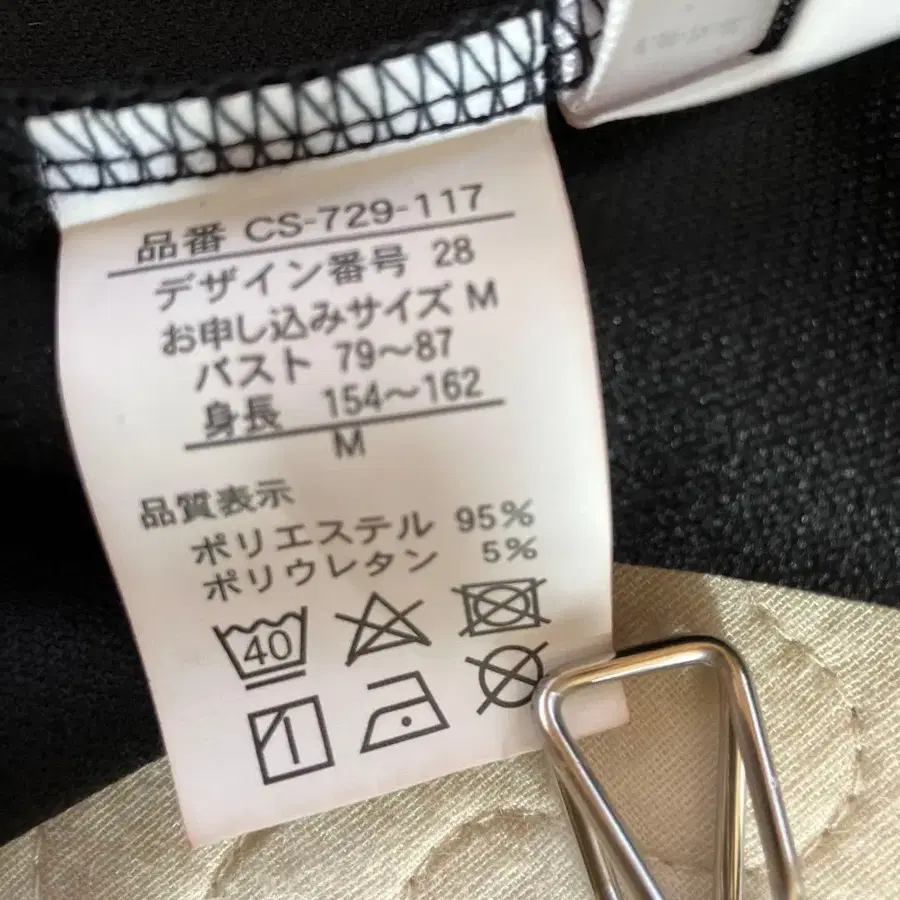 品番 CS-729-117
デザイン番号 28
お申し込みサイズ M
バスト 79〜87
身長 154〜162
M
品質表示
ポリエステル 95%
ポリウレタン 5%
40